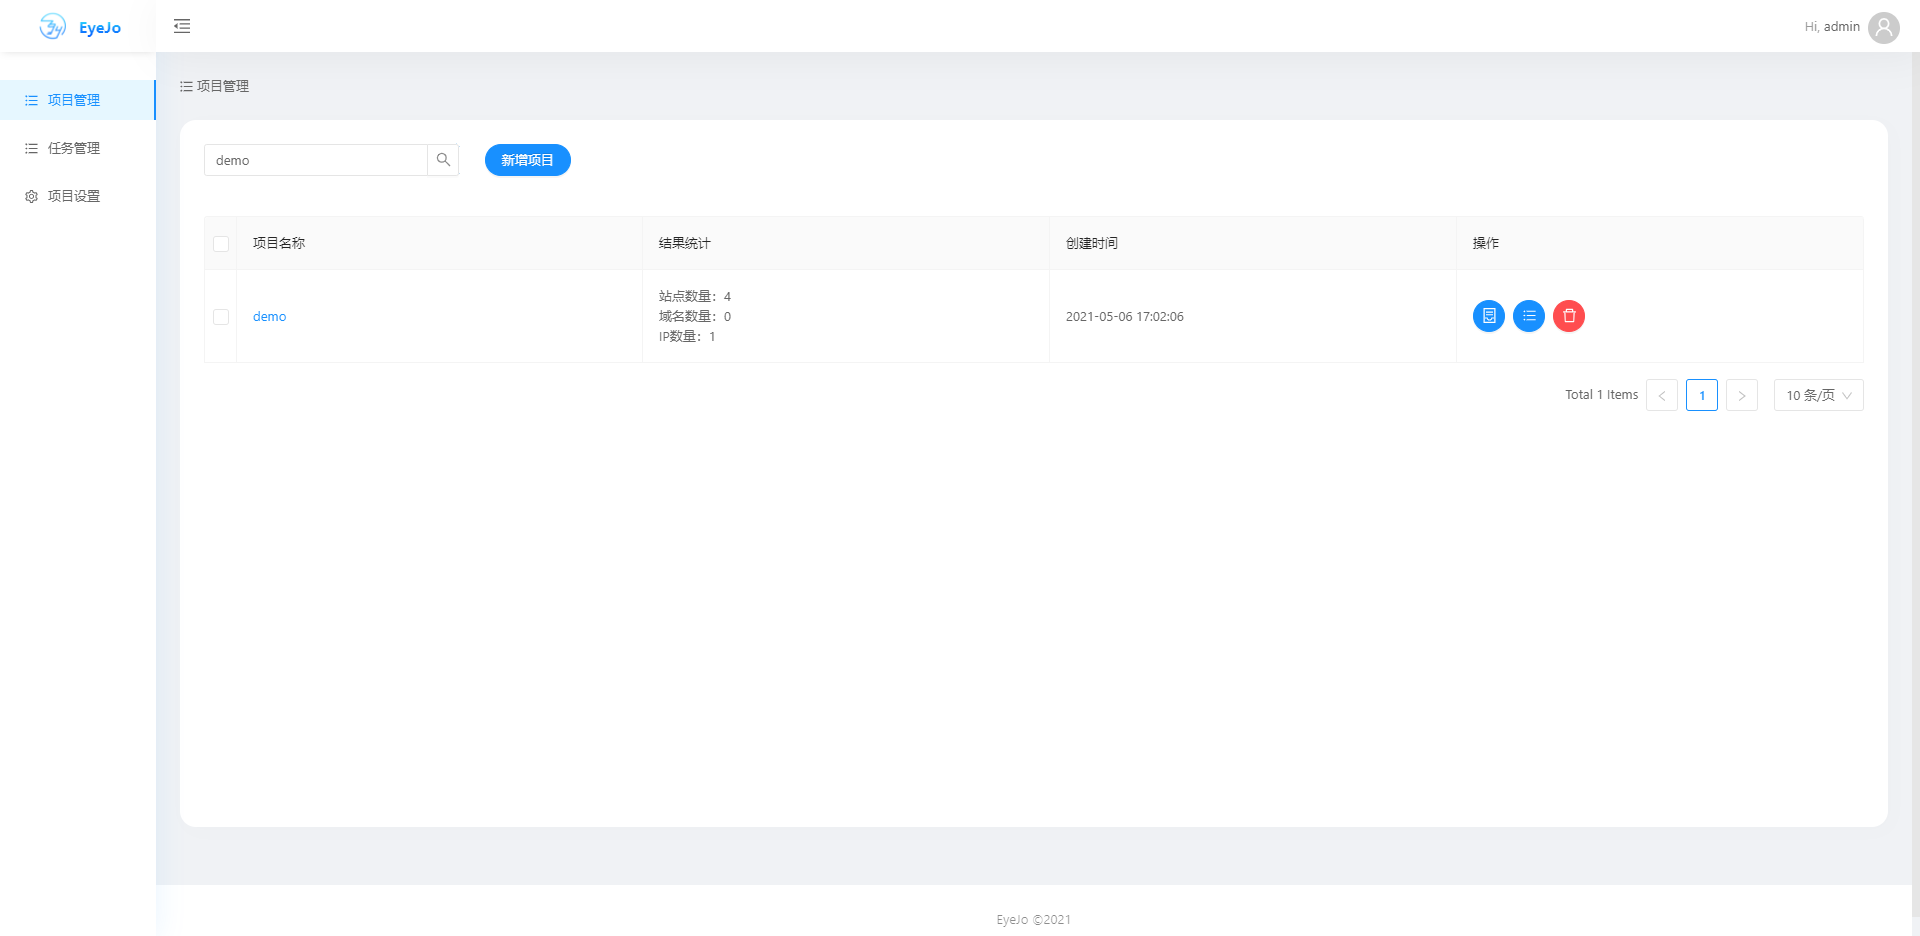 EyeJo
Hi, admin
项目管理
任务管理
项目设置
项目管理
demo
新增项目
项目名称 结果统计 创建时间 操作
demo
站点数量：4
域名数量：0
IP数量：1
2021-05-06 17:02:06
Total 1 Items
1
10 条/页
EyeJo ©2021